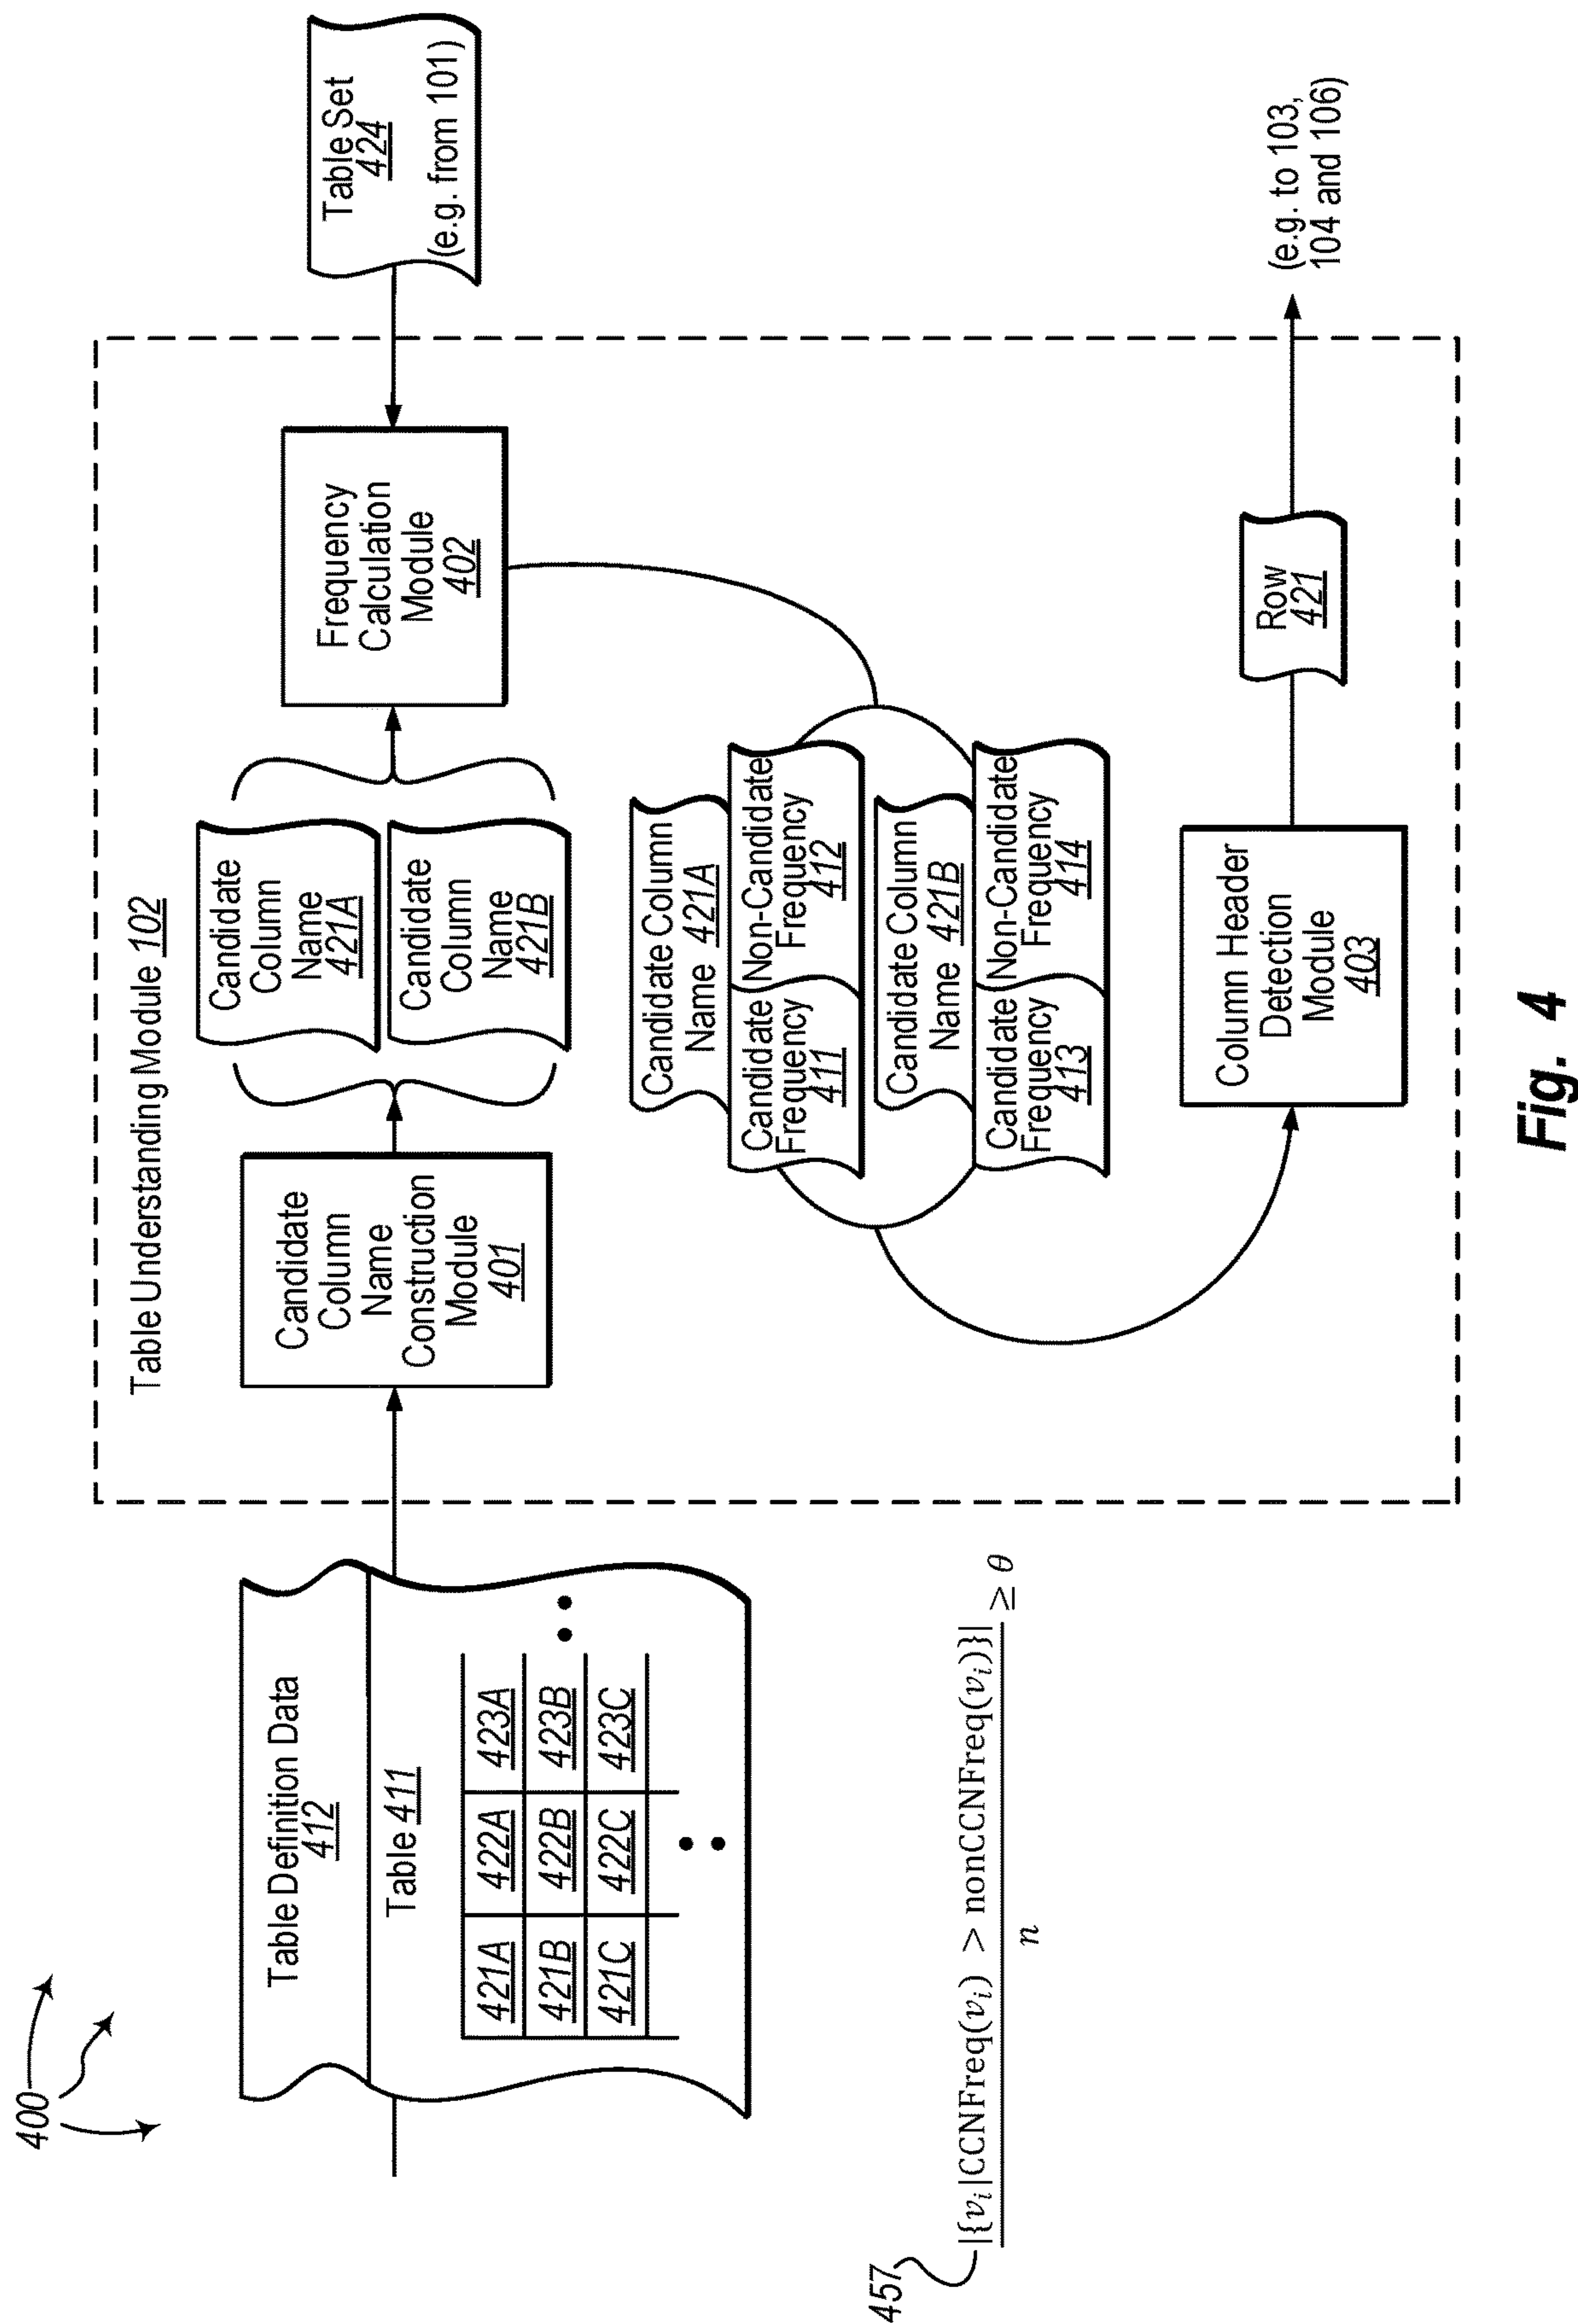 400
Table Definition Data
412
Table 411
421A 422A 423A
421B 422B 423B
421C 422C 423C
457
|{v_i|CCNFreq(v_i) > nonCCNFreq(v_i)}|
n
≥ θ
Table Understanding Module 102
Candidate
Column
Name
Construction
Module
401
Candidate
Column
Name
421A
Candidate
Column
Name
421B
Frequency
Calculation
Module
402
Table Set
424
(e.g. from 101)
Candidate Column
Name 421A
Candidate
Frequency
411
Non-Candidate
Frequency
412
Candidate Column
Name 421B
Candidate
Frequency
413
Non-Candidate
Frequency
414
Column Header
Detection
Module
403
Row
421
(e.g. to 103,
104 and 106)
Fig. 4